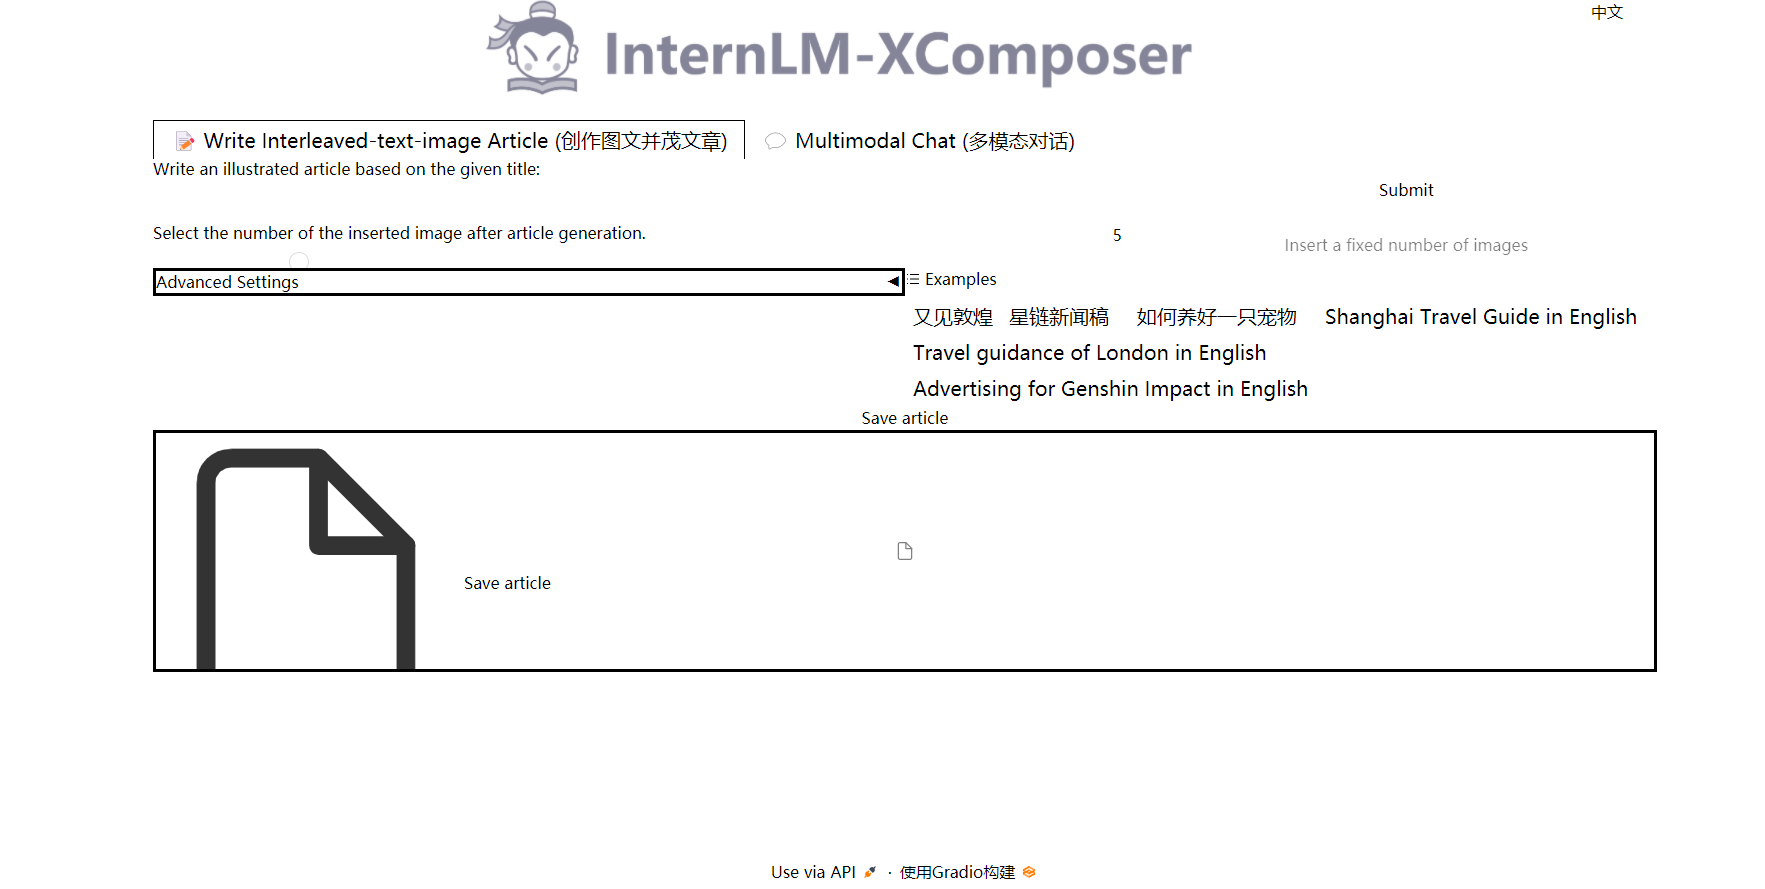 中文
InternLM-XComposer
Write Interleaved-text-image Article (创作图文并茂文章)
Multimodal Chat (多模态对话)
Write an illustrated article based on the given title:
Submit
Select the number of the inserted image after article generation.
5
Insert a fixed number of images
Advanced Settings
Examples
又见敦煌 星链新闻稿 如何养好一只宠物 Shanghai Travel Guide in English
Travel guidance of London in English
Advertising for Genshin Impact in English
Save article
Save article
Use via API · 使用Gradio构建